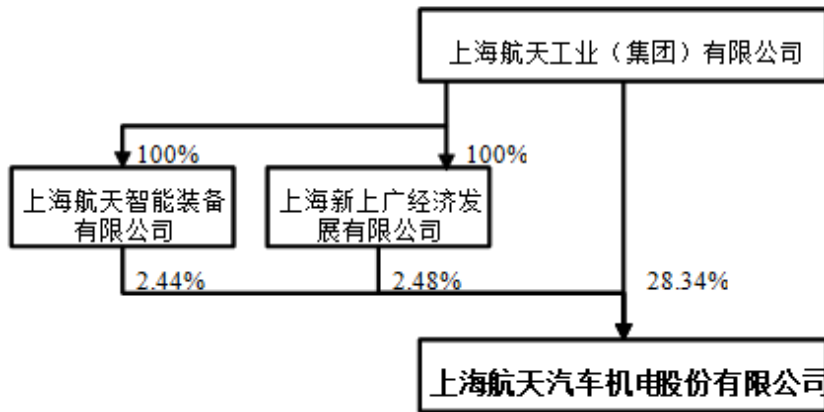 上海航天工业（集团）有限公司
100%
100%
上海航天智能装备
有限公司
上海新上广经济发
展有限公司
2.44%
2.48%
28.34%
上海航天汽车机电股份有限公司